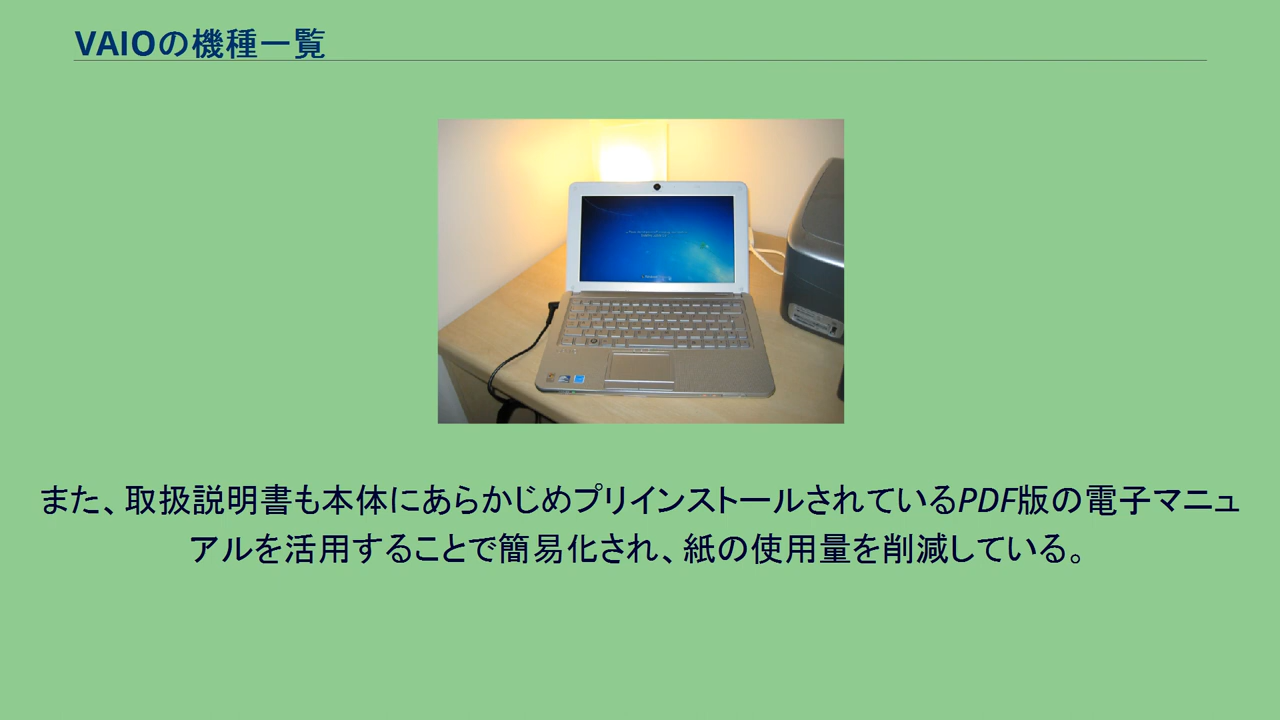 VAIOの機種一覧
また、取扱説明書も本体にあらかじめプリインストールされているPDF版の電子マニュ
アルを活用することで簡易化され、紙の使用量を削減している。